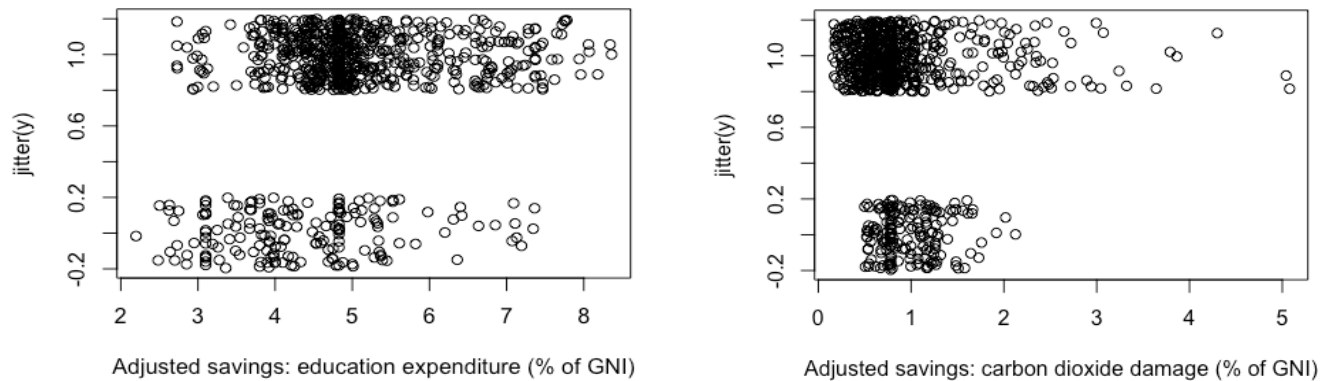 jitter(y)
1.0
0.6
0.2
-0.2
2 3 4 5 6 7 8
Adjusted savings: education expenditure (% of GNI)
jitter(y)
1.0
0.6
0.2
-0.2
0 1 2 3 4 5
Adjusted savings: carbon dioxide damage (% of GNI)